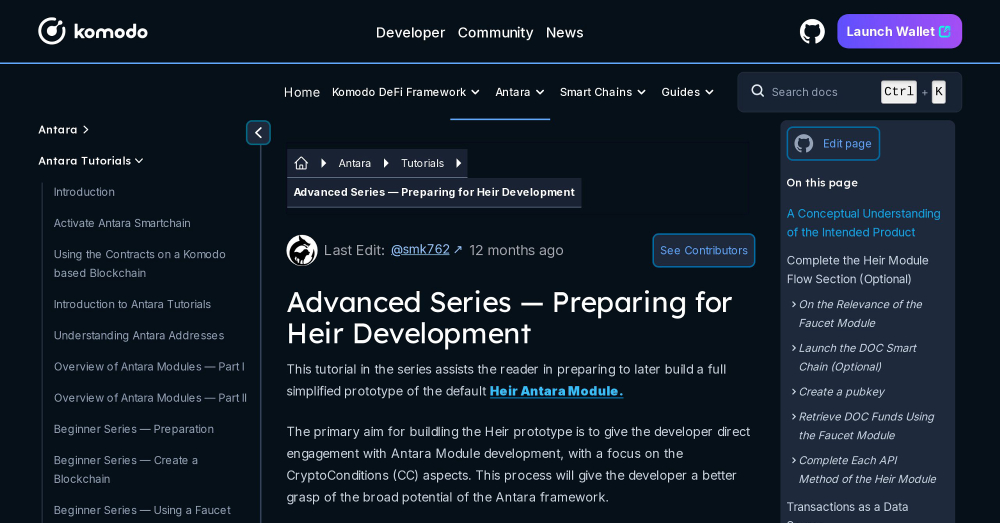 komodo
Developer Community News
Launch Wallet
Home Komodo DeFi Framework Antara Smart Chains Guides
Search docs Ctrl + K
Antara
Antara Tutorials
Introduction
Activate Antara Smartchain
Using the Contracts on a Komodo
based Blockchain
Introduction to Antara Tutorials
Understanding Antara Addresses
Overview of Antara Modules — Part I
Overview of Antara Modules — Part II
Beginner Series — Preparation
Beginner Series — Create a
Blockchain
Beginner Series — Using a Faucet
Antara Tutorials
Advanced Series — Preparing for Heir Development
Last Edit: @smk762 ↗ 12 months ago
See Contributors
Advanced Series — Preparing for
Heir Development
This tutorial in the series assists the reader in preparing to later build a full
simplified prototype of the default Heir Antara Module.
The primary aim for buildling the Heir prototype is to give the developer direct
engagement with Antara Module development, with a focus on the
CryptoConditions (CC) aspects. This process will give the developer a better
grasp of the broad potential of the Antara framework.
Edit page
On this page
A Conceptual Understanding
of the Intended Product
Complete the Heir Module
Flow Section (Optional)
On the Relevance of the
Faucet Module
Launch the DOC Smart
Chain (Optional)
Create a pubkey
Retrieve DOC Funds Using
the Faucet Module
Complete Each API
Method of the Heir Module
Transactions as a Data